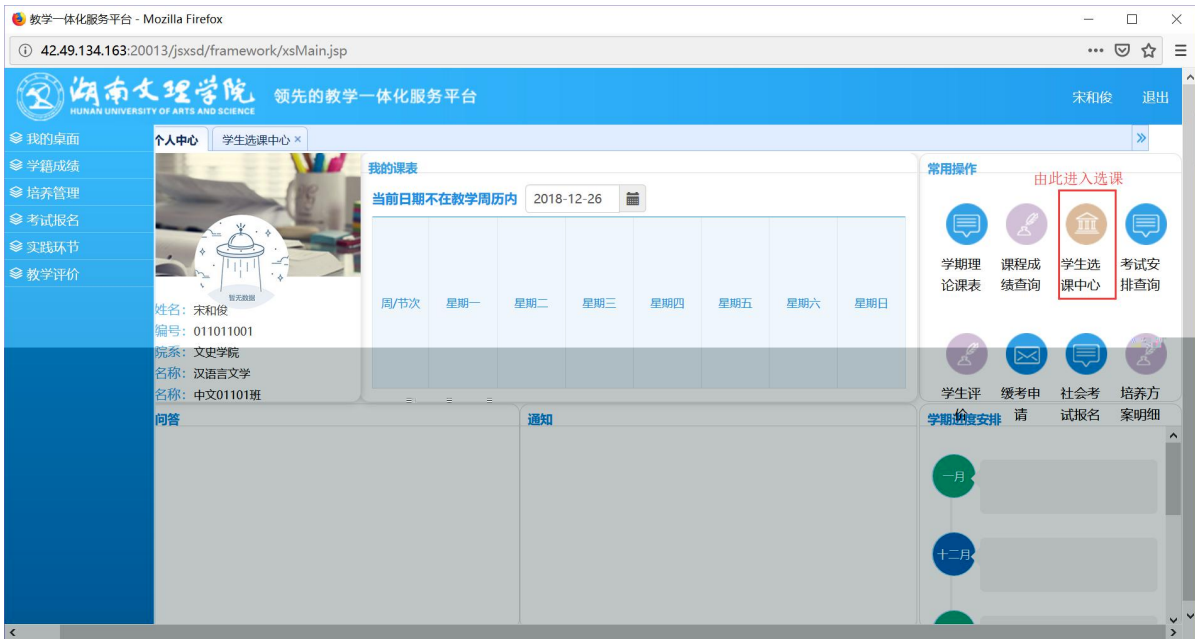 教学一体化服务平台 - Mozilla Firefox
42.49.134.163:20013/jsxsd/framework/xsMain.jsp
湖南文理学院
HUNAN UNIVERSITY OF ARTS AND SCIENCE
领先的教学一体化服务平台
宋和俊 退出
我的桌面
学籍成绩
培养管理
考试报名
实践环节
教学评价
个人中心 学生选课中心 ×
暂无数据
姓名：宋和俊
编号：011011001
院系：文史学院
名称：汉语言文学
名称：中文01101班
我的课表
当前日期不在教学周历内 2018-12-26
周/节次 星期一 星期二 星期三 星期四 星期五 星期六 星期日
常用操作
由此进入选课
学期理
论课表
课程成
绩查询
学生选
课中心
考试安
排查询
学生评
价
缓考申
请
社会考
试报名
培养方
案明细
问答
通知
学期进度安排
一月
十二月